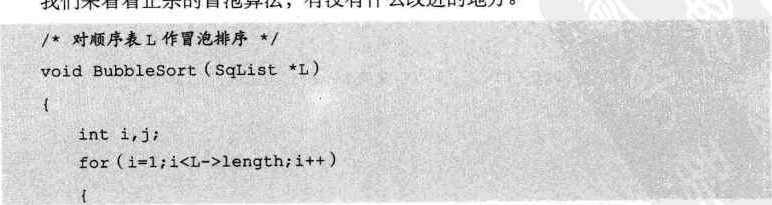 我们来看看正宗的冒泡算法，有没有什么改进的地方。
/* 对顺序表 L 作冒泡排序 */
void BubbleSort ( SqList *L )
{
int i,j;
for ( i=1;i<L->length;i++ )
{